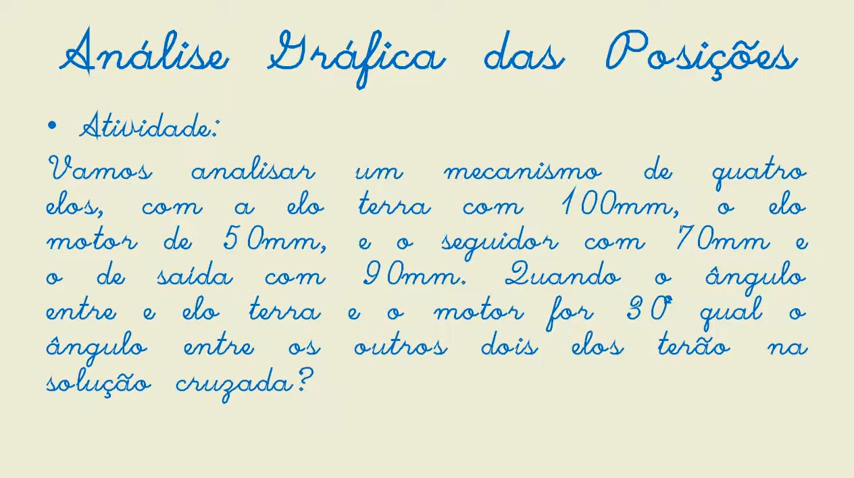 Análise Gráfica das Posições
• Atividade:
Vamos analisar um mecanismo de quatro
elos, com a elo terra com 100mm, o elo
motor de 50mm, e o seguidor com 70mm e
o de saída com 90mm. Quando o ângulo
entre e elo terra e o motor for 30° qual o
ângulo entre os outros dois elos terão na
solução cruzada?